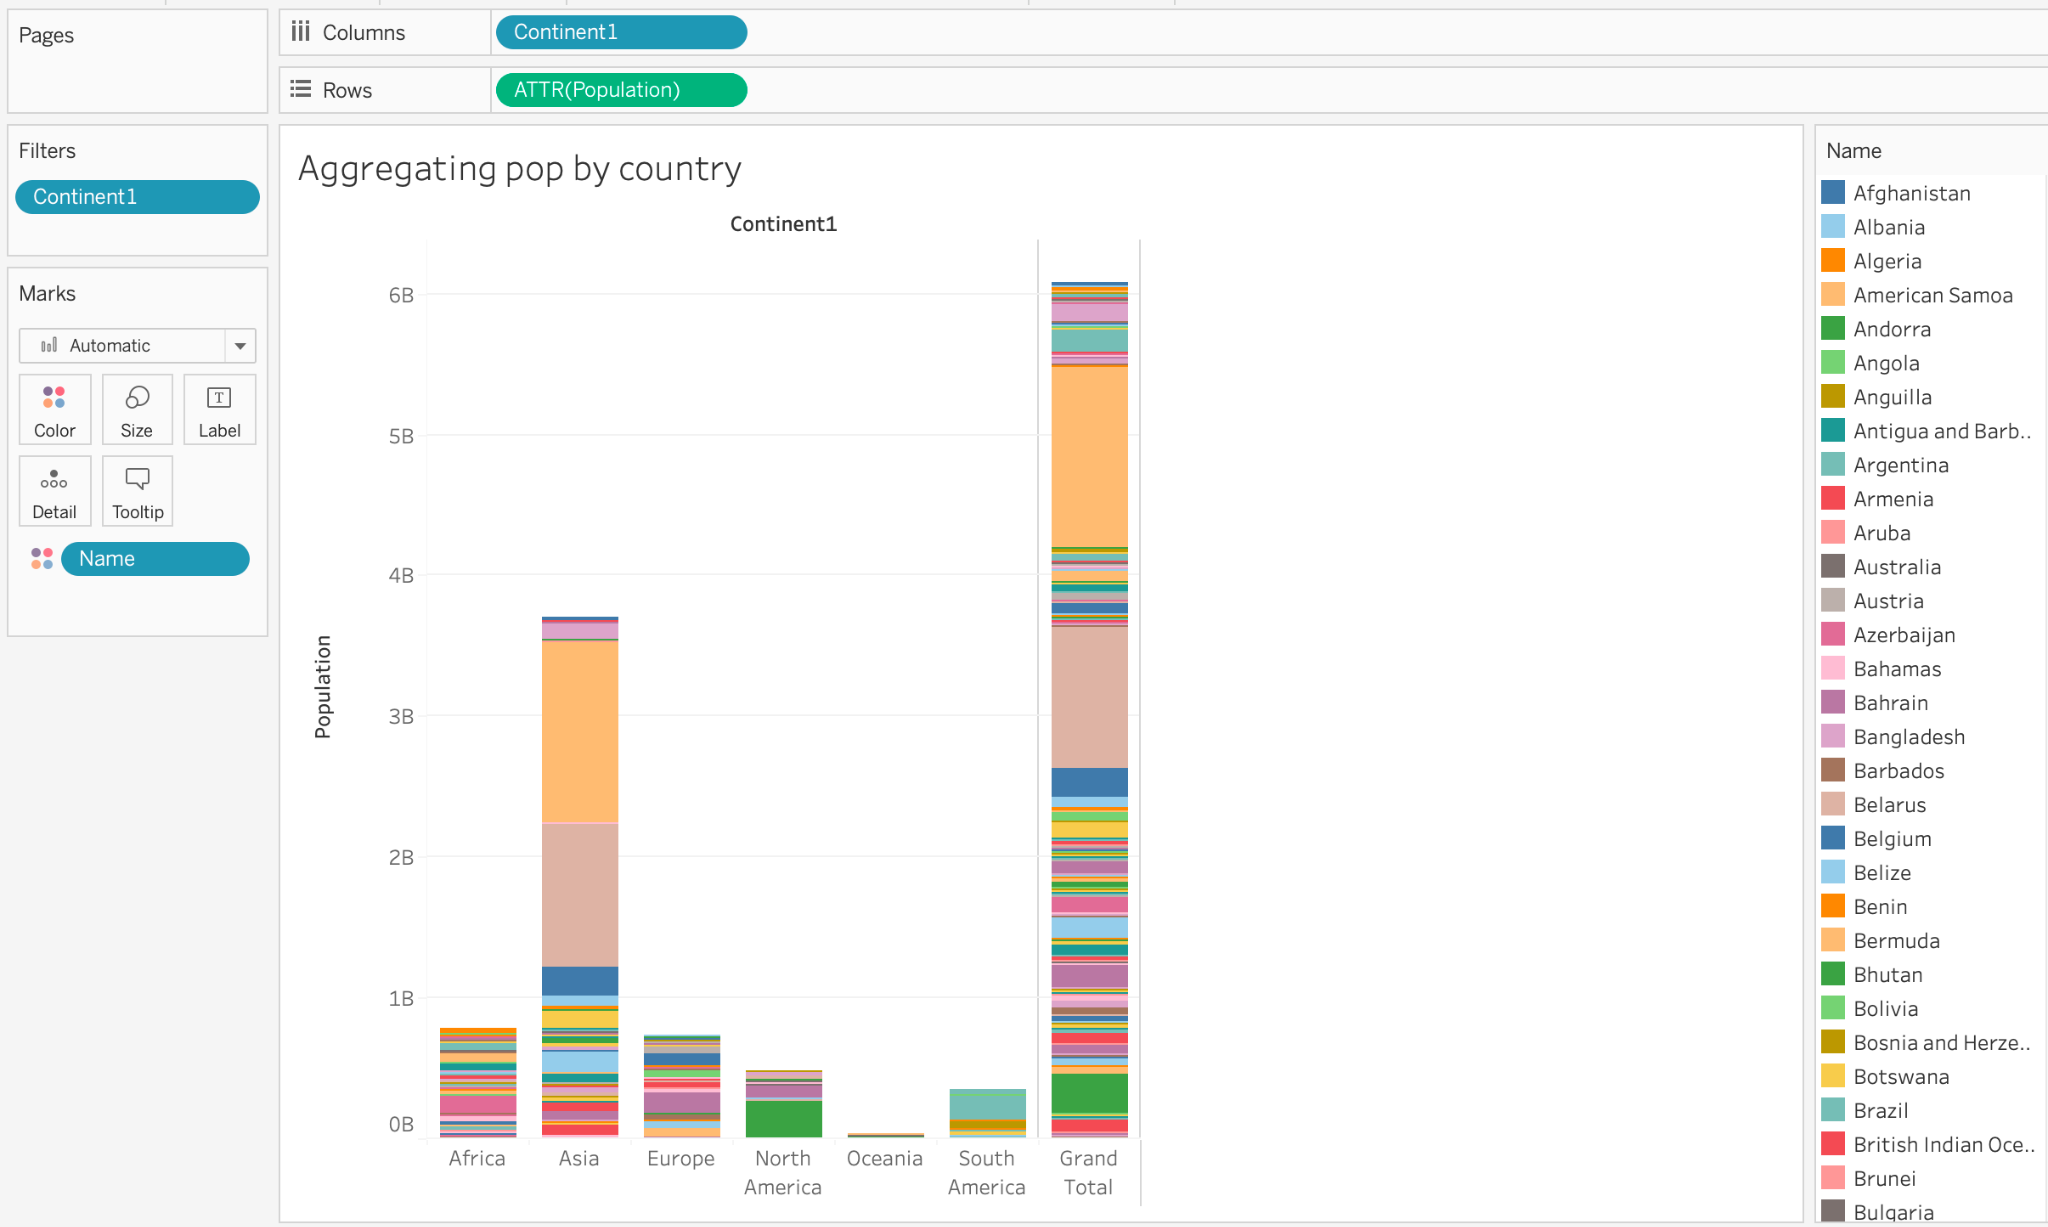 Pages
Columns
Continent1
Rows
ATTR(Population)
Filters
Continent1
Marks
Automatic
Color
Size
T
Label
Detail
Tooltip
Name
Aggregating pop by country
Continent1
Population
6B
5B
4B
3B
2B
1B
0B
Africa
Asia
Europe
North
America
Oceania
South
America
Grand
Total
Name
Afghanistan
Albania
Algeria
American Samoa
Andorra
Angola
Anguilla
Antigua and Barb..
Argentina
Armenia
Aruba
Australia
Austria
Azerbaijan
Bahamas
Bahrain
Bangladesh
Barbados
Belarus
Belgium
Belize
Benin
Bermuda
Bhutan
Bolivia
Bosnia and Herze..
Botswana
Brazil
British Indian Oce..
Brunei
Bulgaria